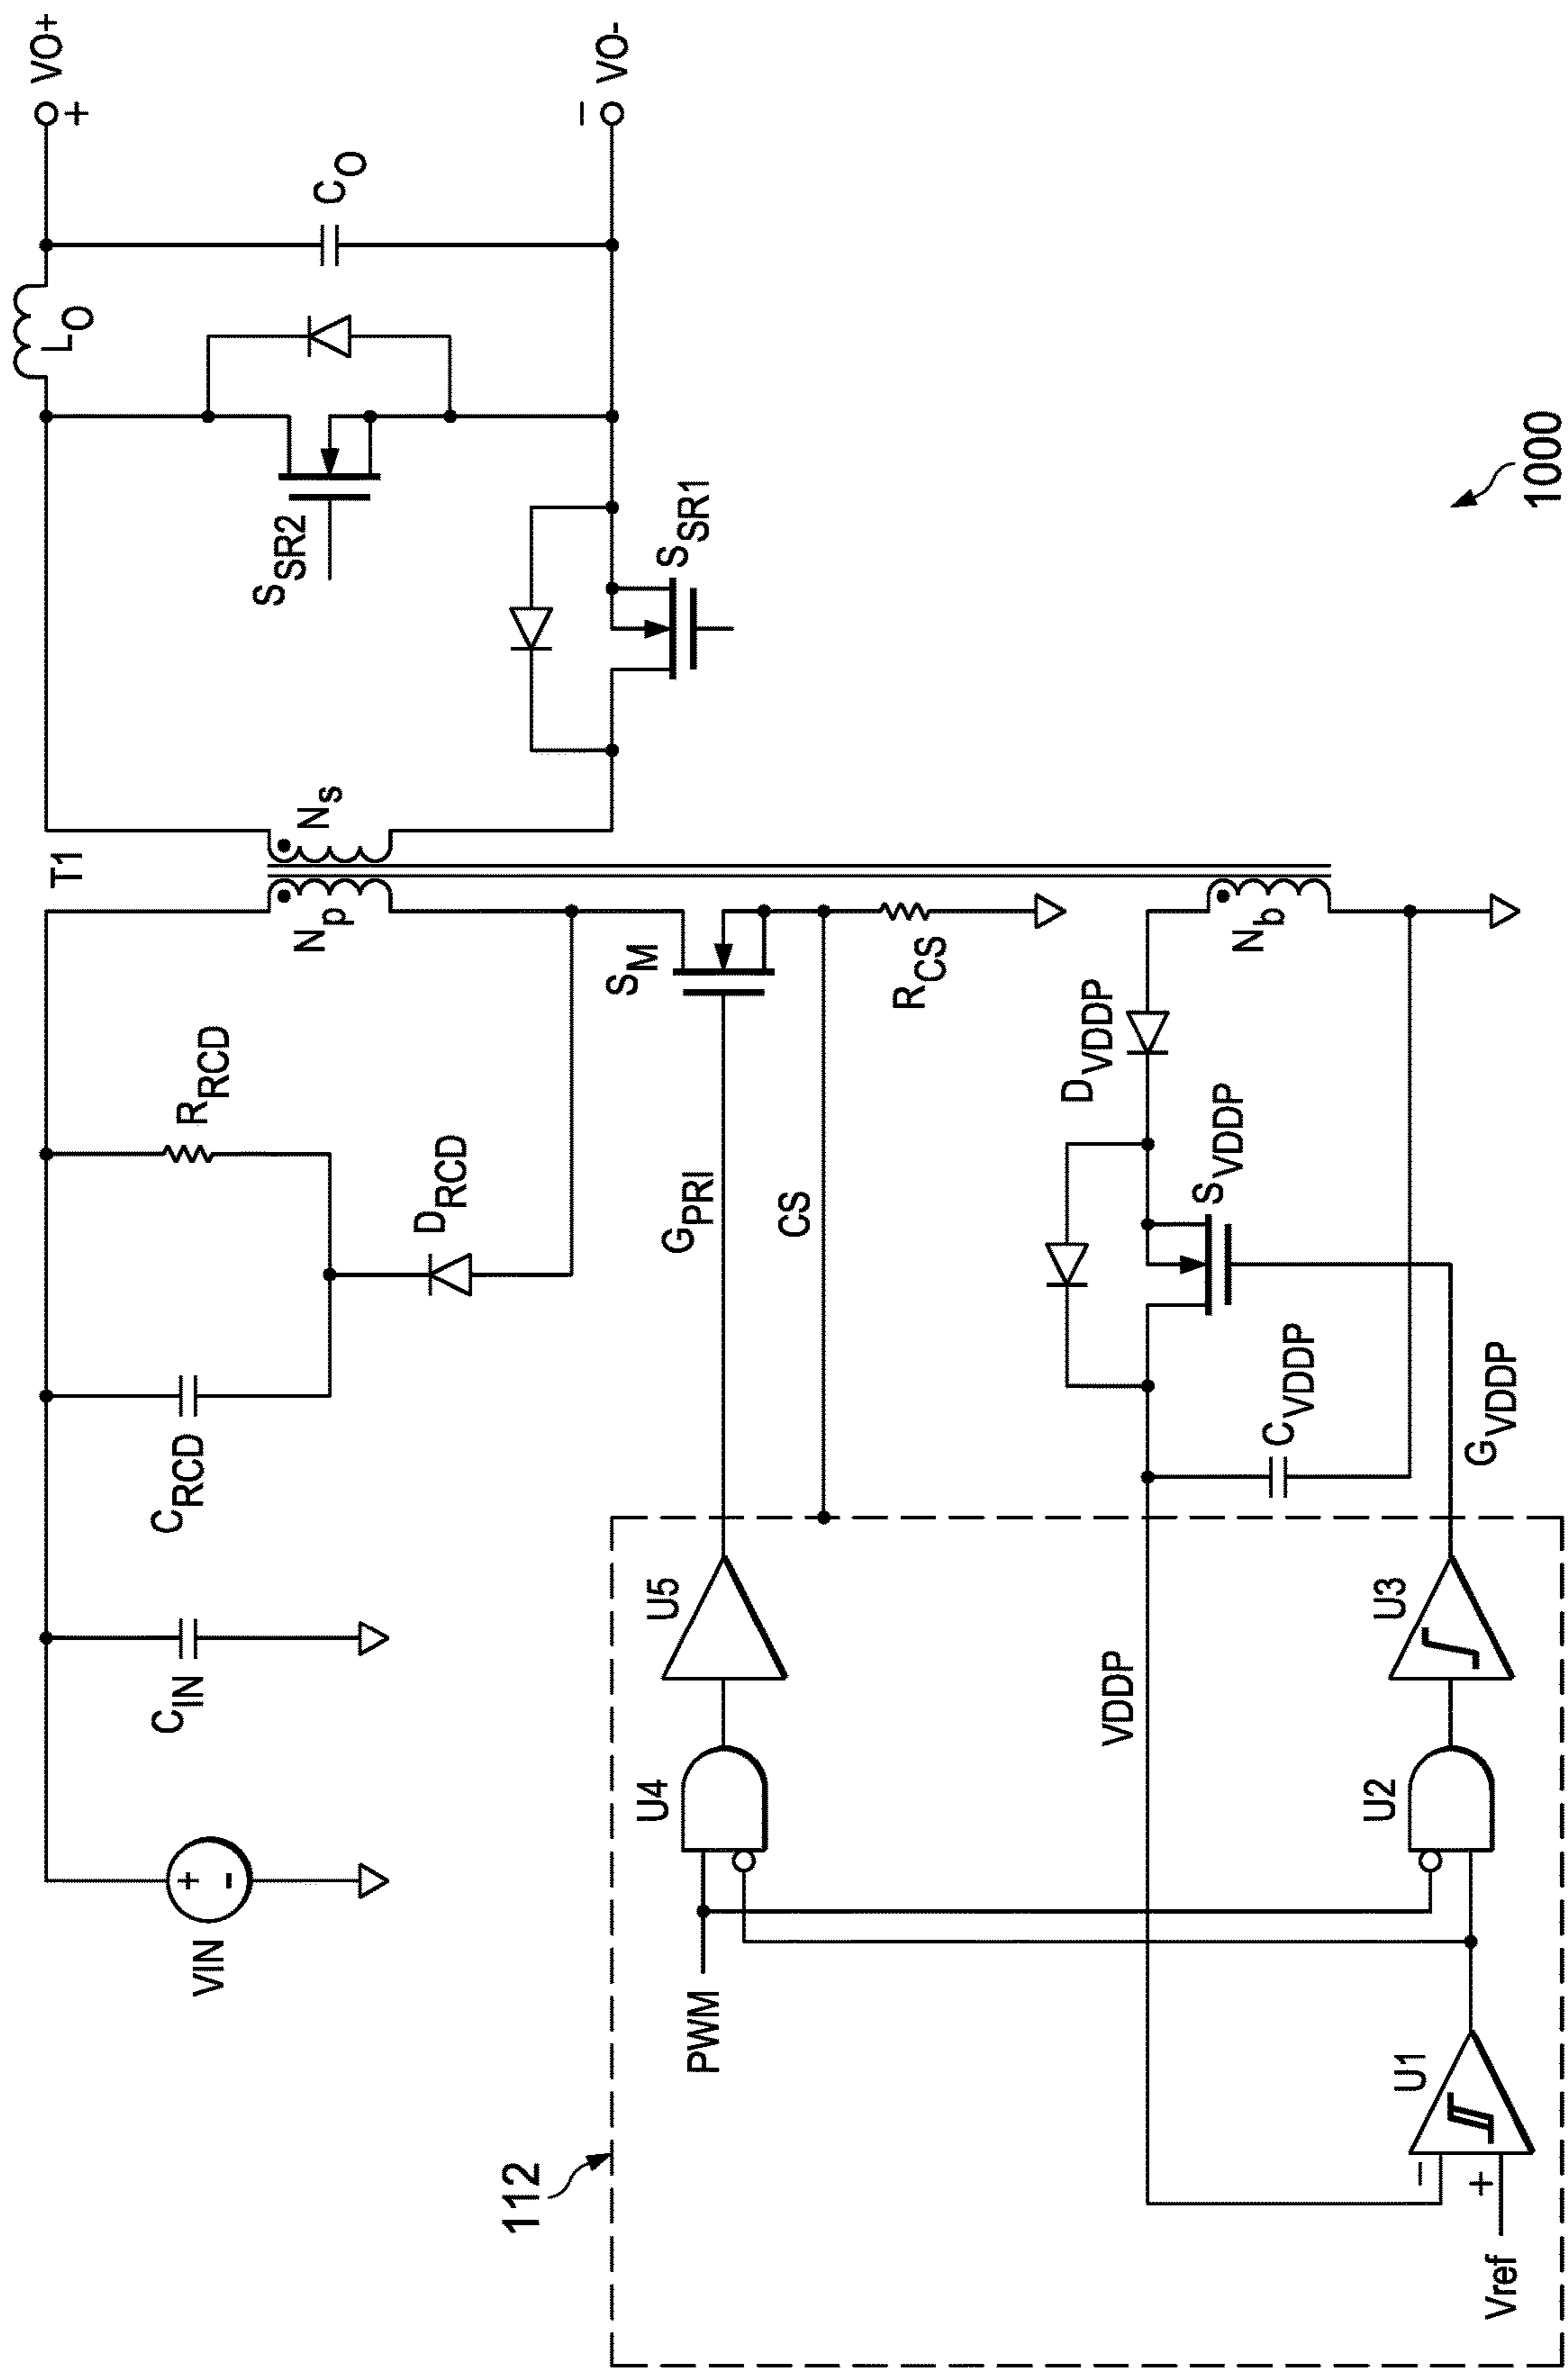 VIN
+
-
CIN
CRCD
RRCD
DRCD
T1
Np
Ns
LO
CO
VO+
+
SSR2
SSR1
−
VO-
SM
GPRI
CS
RCS
DVDDP
SVDDP
CVDDP
GVDDP
Nb
112
U4
U5
PWM
VDDP
U2
U3
U1
−
+
Vref
1000